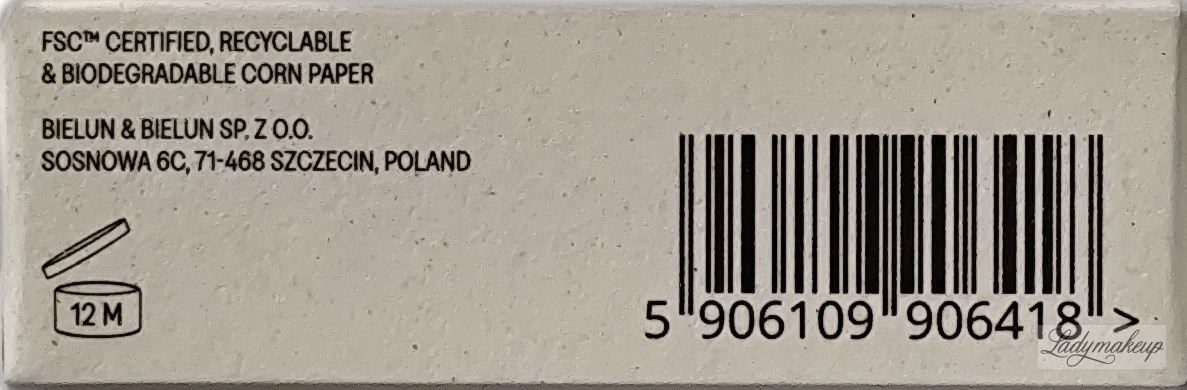 FSC™ CERTIFIED, RECYCLABLE
& BIODEGRADABLE CORN PAPER
BIELUN & BIELUN SP. Z O.O.
SOSNOWA 6C, 71-468 SZCZECIN, POLAND
12 M
5 906109 906418 >
Ladymakeup